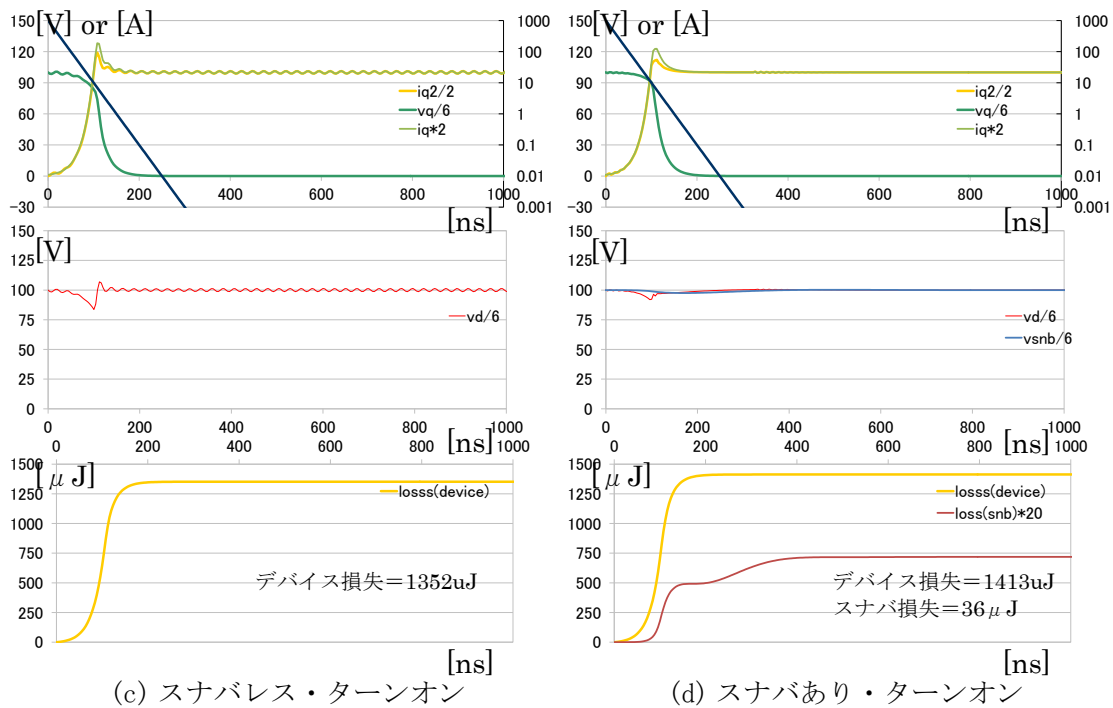 [V] or [A]
150
120
90
60
30
0
-30
1000
100
10
1
0.1
0.01
0.001
iq2/2
vq/6
iq*2
0 200 400 600 800 1000
[ns]
[V]
150
125
100
75
50
25
0
vd/6
0 200 400 600 800 1000
[ns]
0 200 400 600 800 1000
[μJ]
1500
1250
1000
750
500
250
0
losss(device)
デバイス損失=1352uJ
[ns]
(c) スナバレス・ターンオン
[V] or [A]
150
120
90
60
30
0
-30
1000
100
10
1
0.1
0.01
0.001
iq2/2
vq/6
iq*2
0 200 400 600 800 1000
[ns]
[V]
150
125
100
75
50
25
0
vd/6
vsnb/6
0 200 400 600 800 1000
[ns]
0 200 400 600 800 1000
[μJ]
1500
1250
1000
750
500
250
0
losss(device)
loss(snb)*20
デバイス損失=1413uJ
スナバ損失=36μJ
[ns]
(d) スナバあり・ターンオン